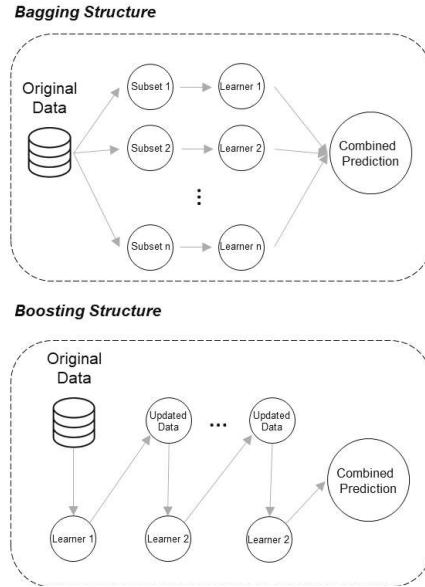 Bagging Structure
Original
Data
Subset 1
Learner 1
Subset 2
Learner 2
Combined
Prediction
Subset n
Learner n
Boosting Structure
Original
Data
Updated
Data
Updated
Data
Combined
Prediction
Learner 1
Learner 2
Learner 2